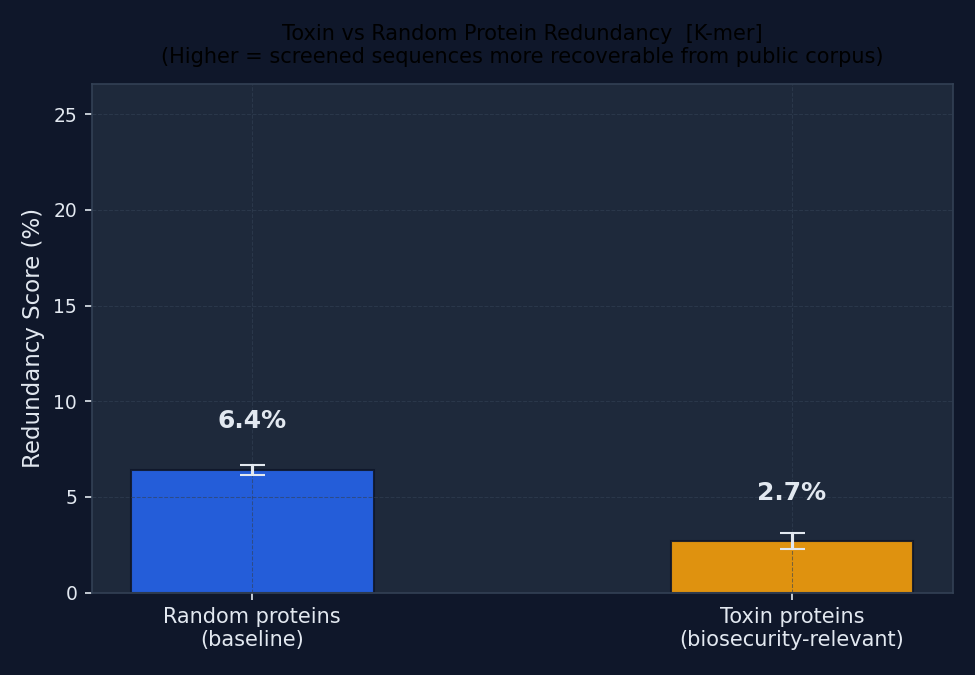 Toxin vs Random Protein Redundancy  [K-mer]
(Higher = screened sequences more recoverable from public corpus)
Redundancy Score (%)
25
20
15
10
5
0
6.4%
2.7%
Random proteins
(baseline)
Toxin proteins
(biosecurity-relevant)